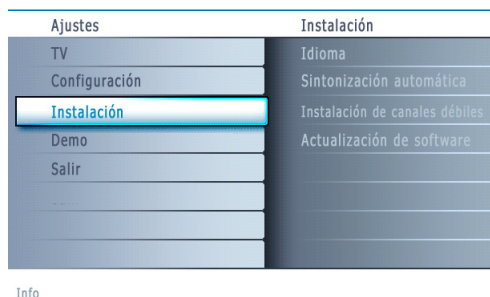 Ajustes
TV
Configuración
Instalación
Demo
Salir
Instalación
Idioma
Sintonización automática
Instalación de canales débiles
Actualización de software
Info